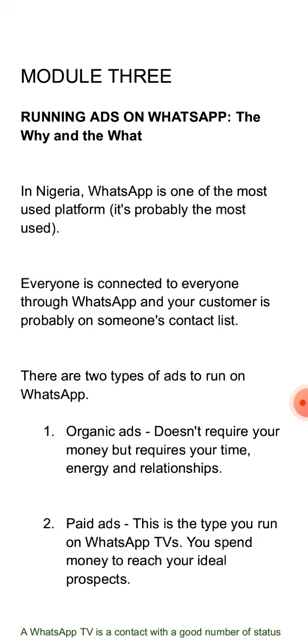 MODULE THREE
RUNNING ADS ON WHATSAPP: The
Why and the What
In Nigeria, WhatsApp is one of the most
used platform (it's probably the most
used).
Everyone is connected to everyone
through WhatsApp and your customer is
probably on someone's contact list.
There are two types of ads to run on
WhatsApp.
1. Organic ads - Doesn't require your
money but requires your time,
energy and relationships.
2. Paid ads - This is the type you run
on WhatsApp TVs. You spend
money to reach your ideal
prospects.
A WhatsApp TV is a contact with a good number of status